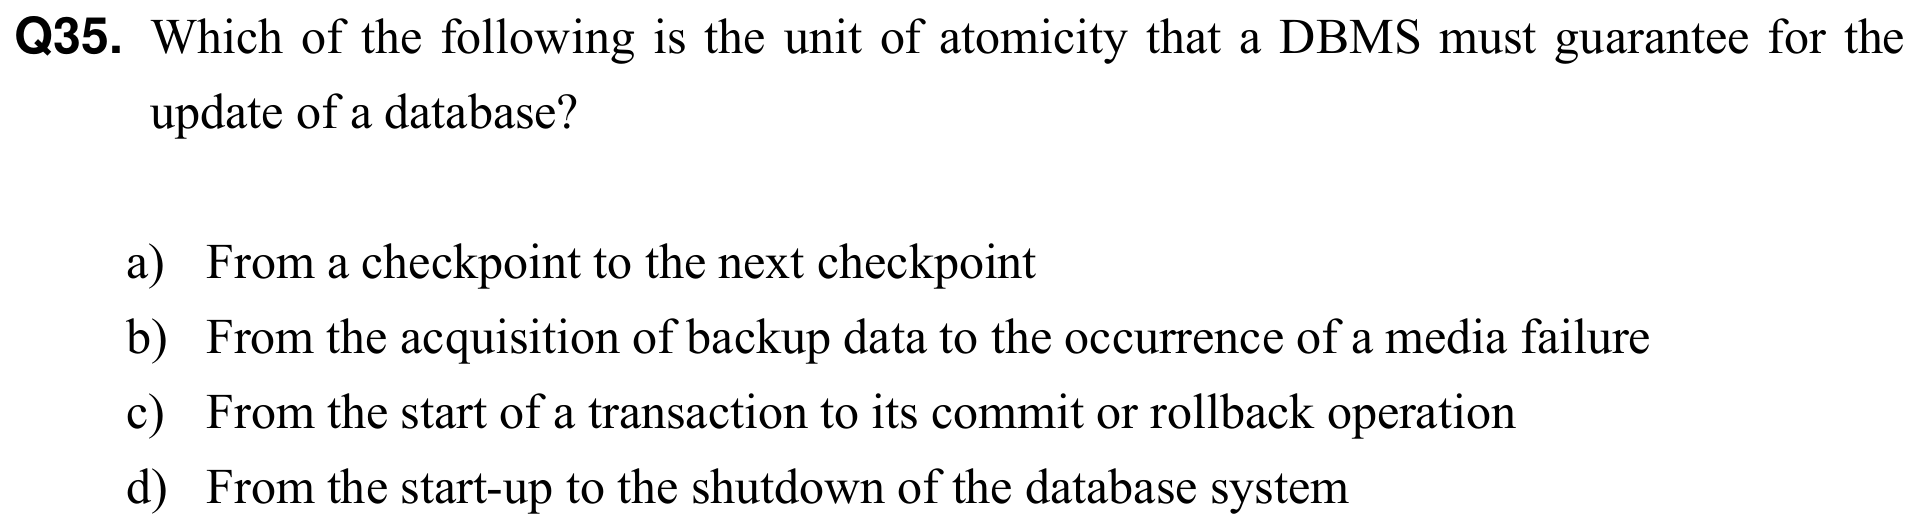 Q35. Which of the following is the unit of atomicity that a DBMS must guarantee for the
update of a database?
a) From a checkpoint to the next checkpoint
b) From the acquisition of backup data to the occurrence of a media failure
c) From the start of a transaction to its commit or rollback operation
d) From the start-up to the shutdown of the database system